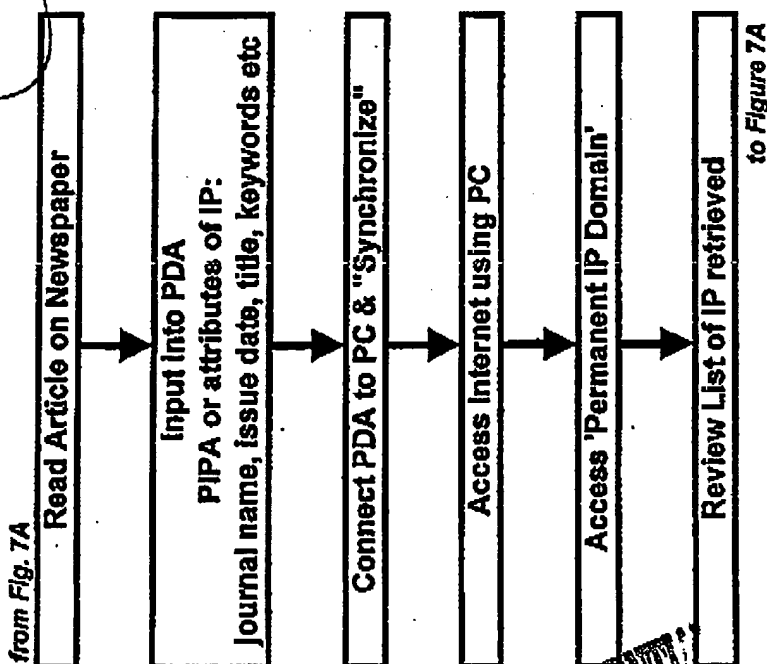 from Fig. 7A
Read Article on Newspaper
Input into PDA
PIPA or attributes of IP:
journal name, issue date, title, keywords etc
Connect PDA to PC & "Synchronize"
Access Internet using PC
Access 'Permanent IP Domain'
Review List of IP retrieved
to Figure 7A